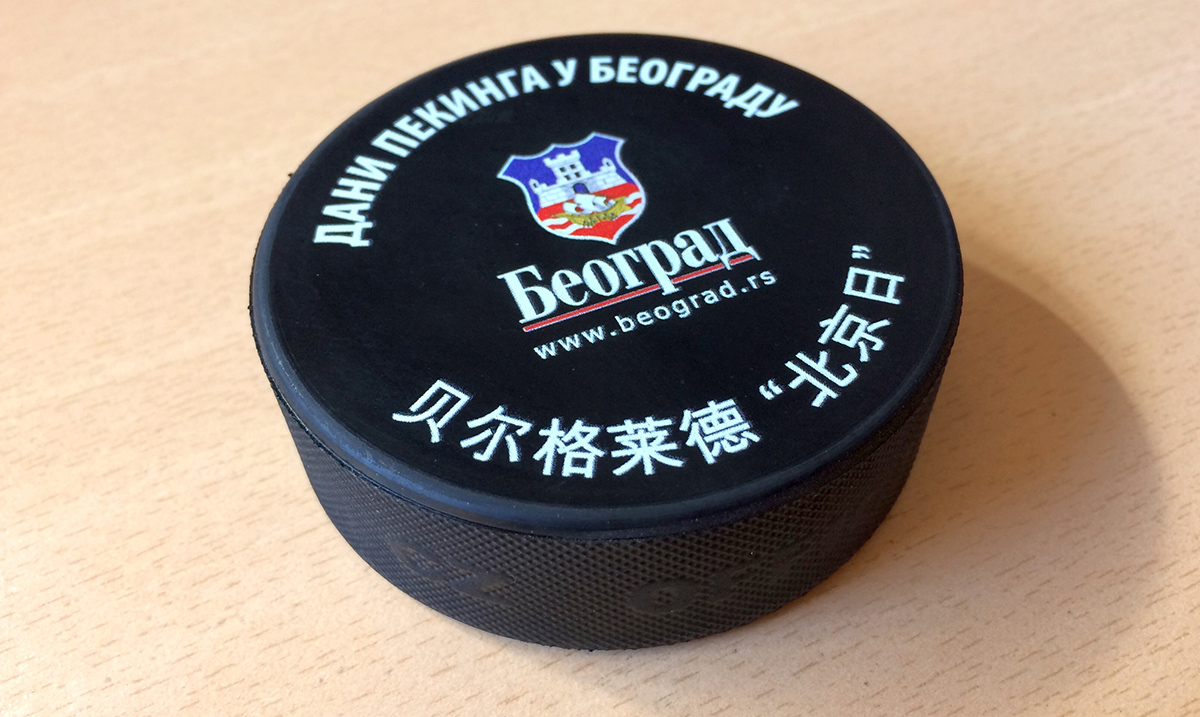 ДАНИ ПЕКИНГА У БЕОГРАДУ
Београд
www.beograd.rs
贝尔格莱德“北京日”